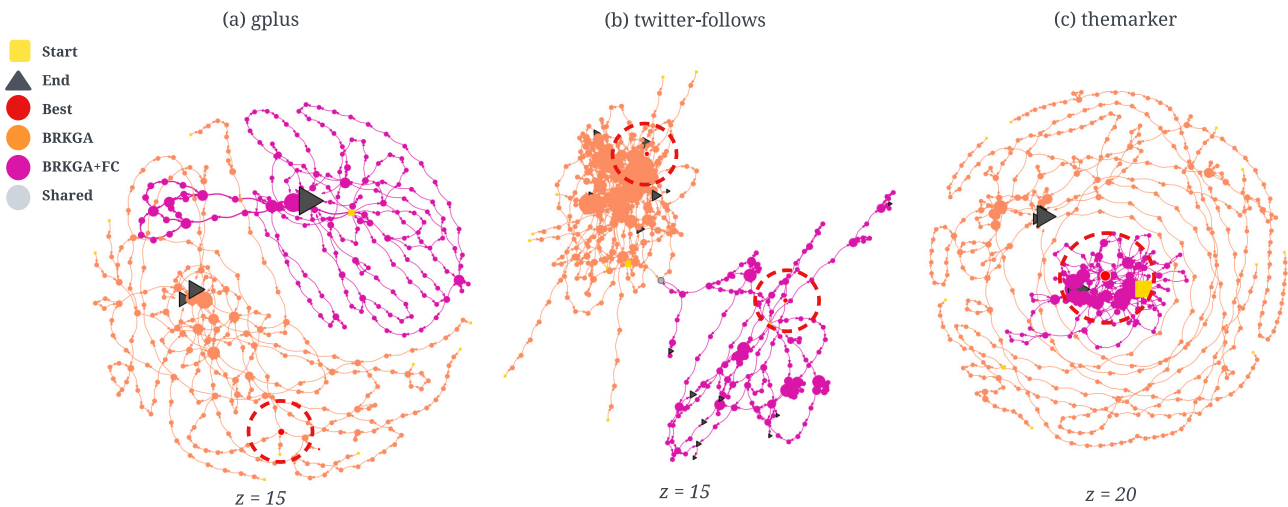 (a) gplus
(b) twitter-follows
(c) themarker
Start
End
Best
BRKGA
BRKGA+FC
Shared
z = 15
z = 15
z = 20